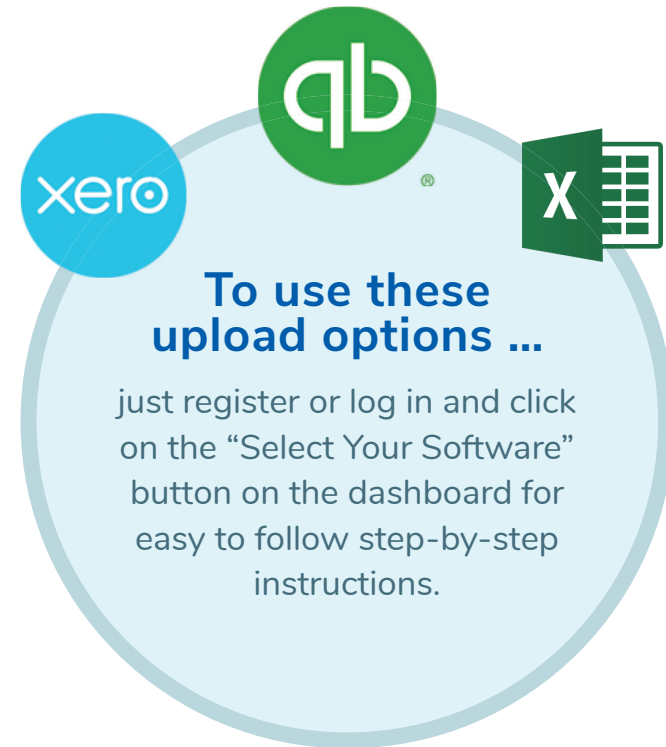 qb
®
xero
X
To use these
upload options ...
just register or log in and click
on the “Select Your Software”
button on the dashboard for
easy to follow step-by-step
instructions.